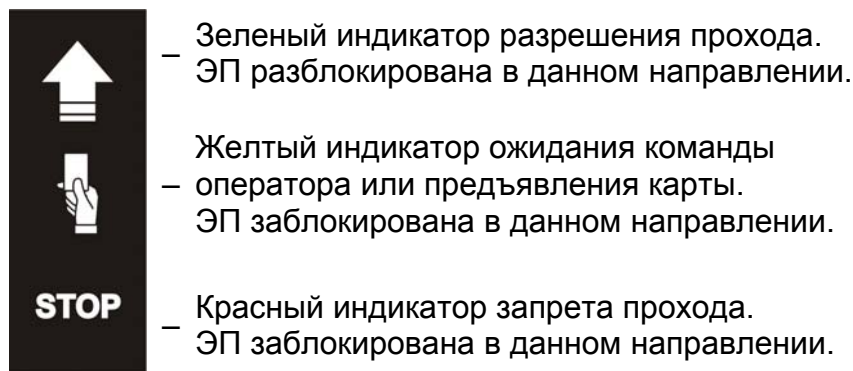 – Зеленый индикатор разрешения прохода.
ЭП разблокирована в данном направлении.
Желтый индикатор ожидания команды
– оператора или предъявления карты.
ЭП заблокирована в данном направлении.
STOP
– Красный индикатор запрета прохода.
ЭП заблокирована в данном направлении.